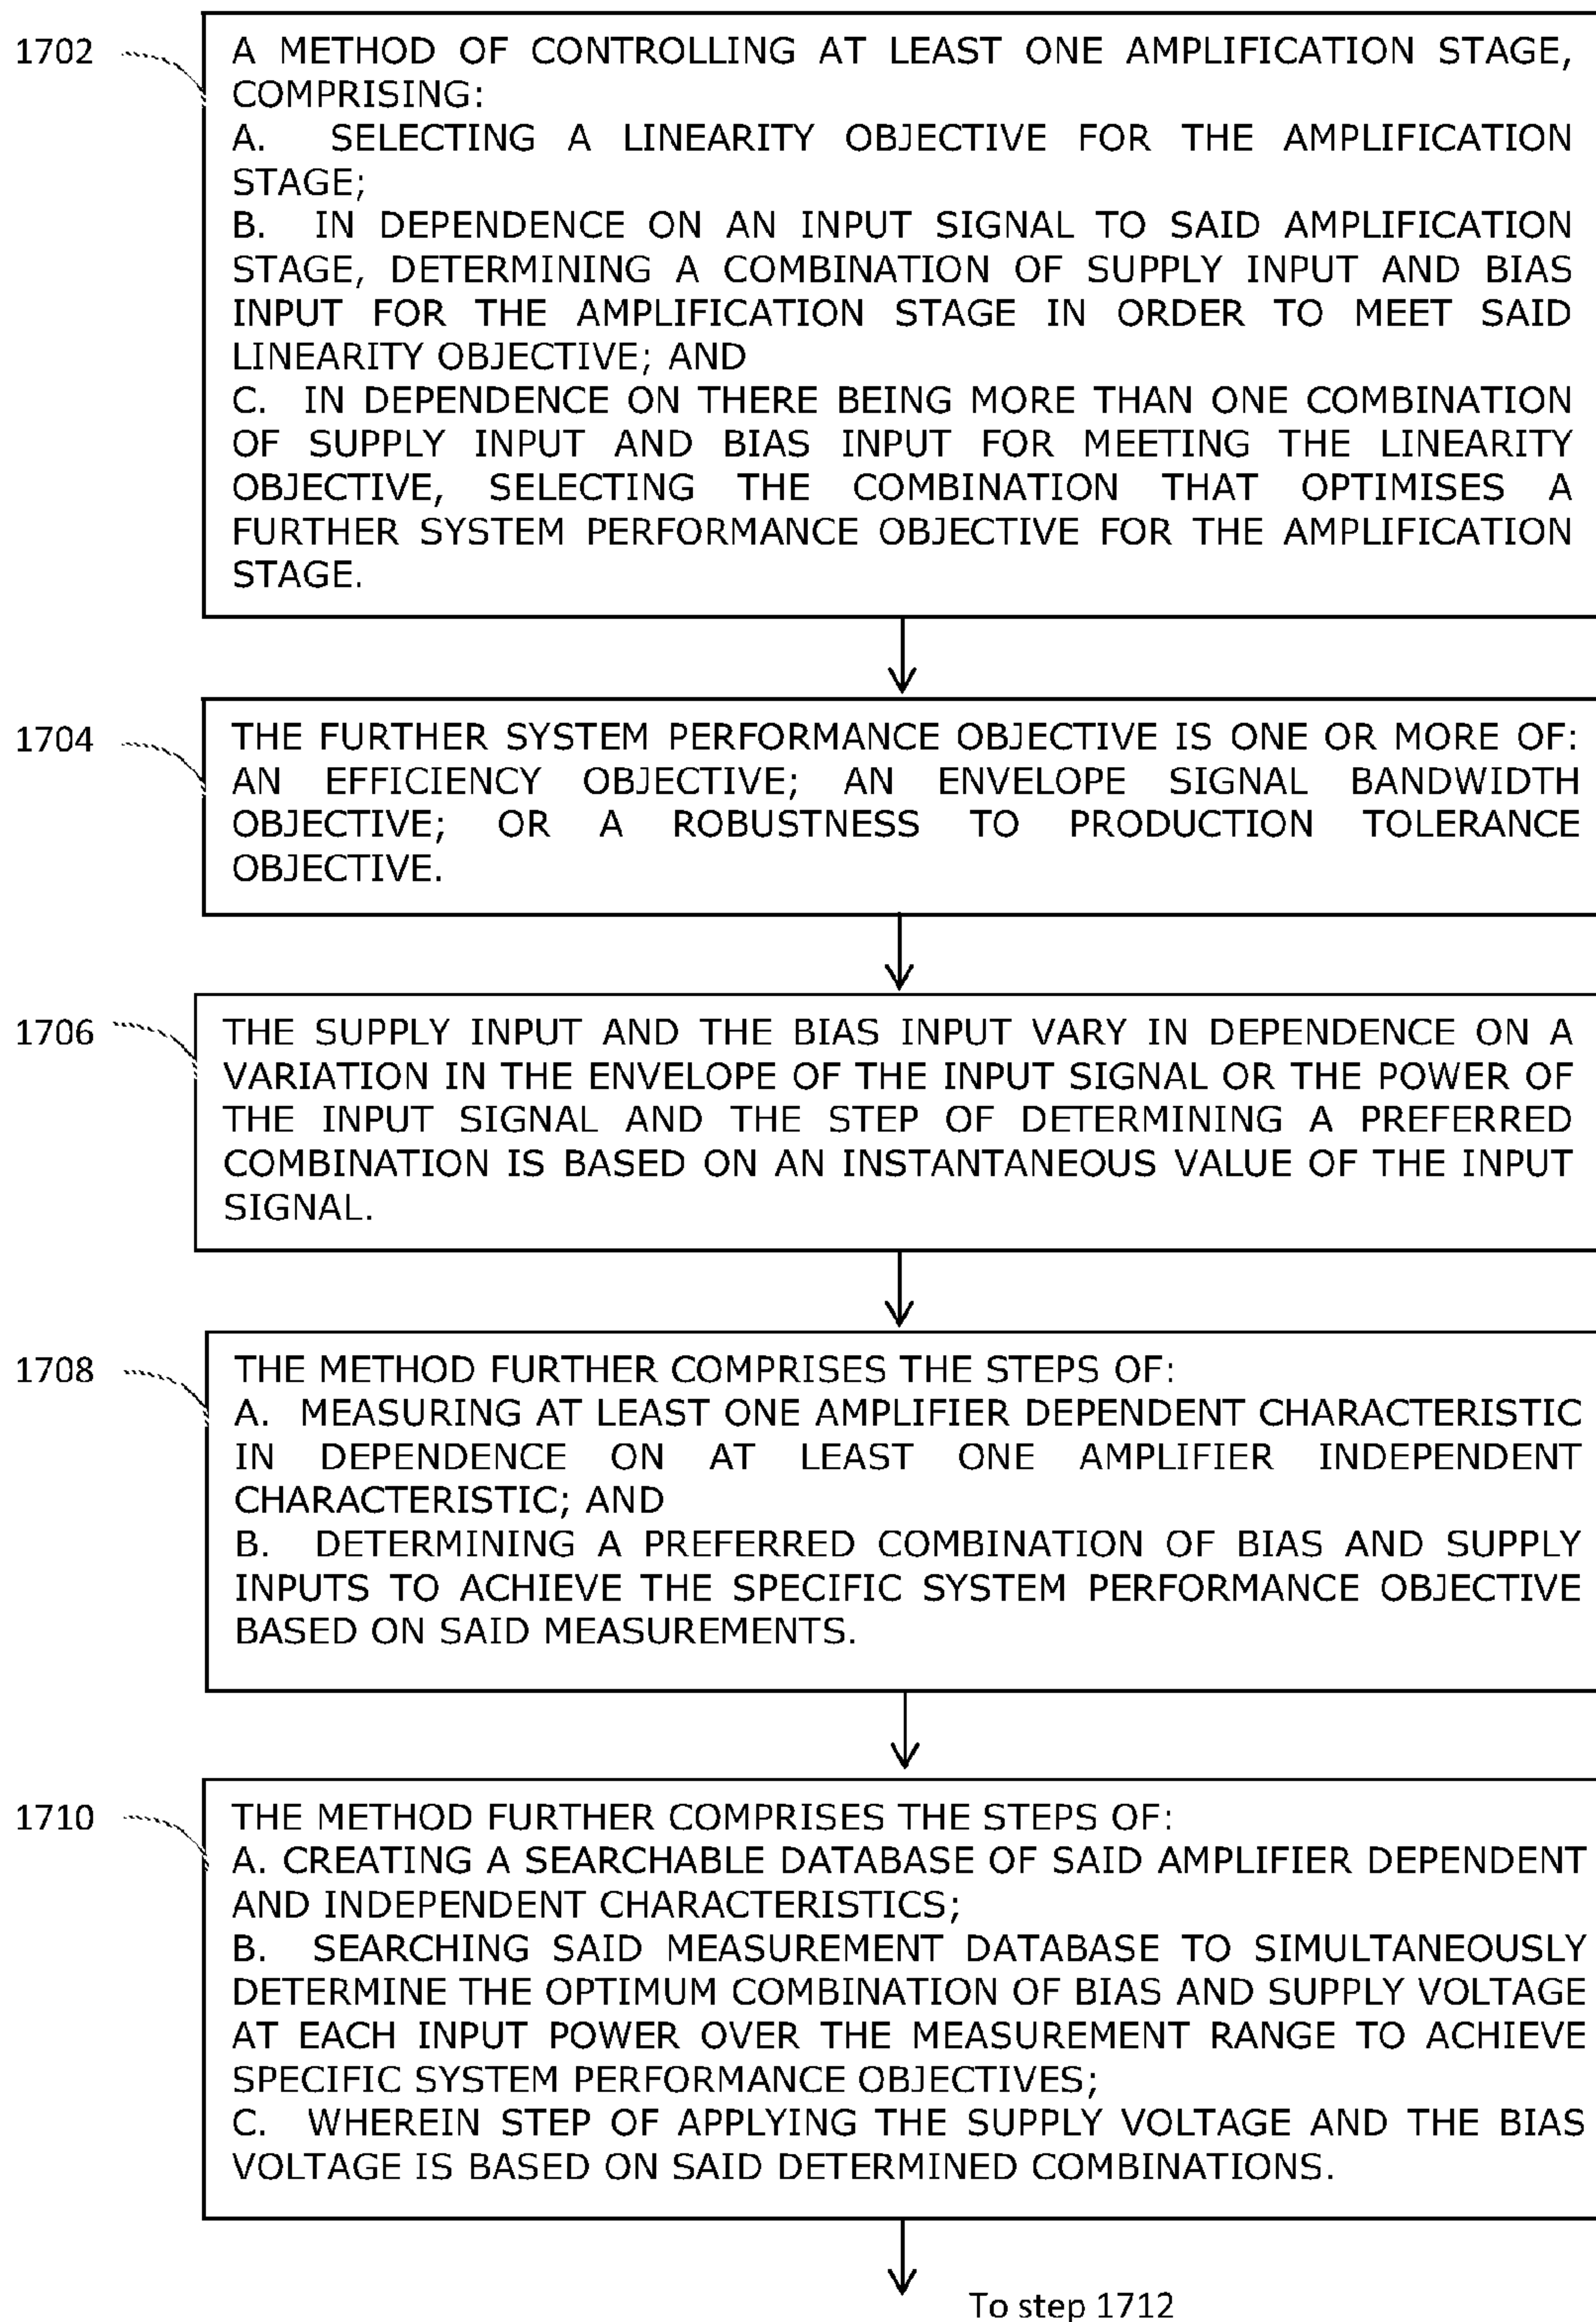 1702
A METHOD OF CONTROLLING AT LEAST ONE AMPLIFICATION STAGE,
COMPRISING:
A. SELECTING A LINEARITY OBJECTIVE FOR THE AMPLIFICATION
STAGE;
B. IN DEPENDENCE ON AN INPUT SIGNAL TO SAID AMPLIFICATION
STAGE, DETERMINING A COMBINATION OF SUPPLY INPUT AND BIAS
INPUT FOR THE AMPLIFICATION STAGE IN ORDER TO MEET SAID
LINEARITY OBJECTIVE; AND
C. IN DEPENDENCE ON THERE BEING MORE THAN ONE COMBINATION
OF SUPPLY INPUT AND BIAS INPUT FOR MEETING THE LINEARITY
OBJECTIVE, SELECTING THE COMBINATION THAT OPTIMISES A
FURTHER SYSTEM PERFORMANCE OBJECTIVE FOR THE AMPLIFICATION
STAGE.
1704
THE FURTHER SYSTEM PERFORMANCE OBJECTIVE IS ONE OR MORE OF:
AN EFFICIENCY OBJECTIVE; AN ENVELOPE SIGNAL BANDWIDTH
OBJECTIVE; OR A ROBUSTNESS TO PRODUCTION TOLERANCE
OBJECTIVE.
1706
THE SUPPLY INPUT AND THE BIAS INPUT VARY IN DEPENDENCE ON A
VARIATION IN THE ENVELOPE OF THE INPUT SIGNAL OR THE POWER OF
THE INPUT SIGNAL AND THE STEP OF DETERMINING A PREFERRED
COMBINATION IS BASED ON AN INSTANTANEOUS VALUE OF THE INPUT
SIGNAL.
1708
THE METHOD FURTHER COMPRISES THE STEPS OF:
A. MEASURING AT LEAST ONE AMPLIFIER DEPENDENT CHARACTERISTIC
IN DEPENDENCE ON AT LEAST ONE AMPLIFIER INDEPENDENT
CHARACTERISTIC; AND
B. DETERMINING A PREFERRED COMBINATION OF BIAS AND SUPPLY
INPUTS TO ACHIEVE THE SPECIFIC SYSTEM PERFORMANCE OBJECTIVE
BASED ON SAID MEASUREMENTS.
1710
THE METHOD FURTHER COMPRISES THE STEPS OF:
A. CREATING A SEARCHABLE DATABASE OF SAID AMPLIFIER DEPENDENT
AND INDEPENDENT CHARACTERISTICS;
B. SEARCHING SAID MEASUREMENT DATABASE TO SIMULTANEOUSLY
DETERMINE THE OPTIMUM COMBINATION OF BIAS AND SUPPLY VOLTAGE
AT EACH INPUT POWER OVER THE MEASUREMENT RANGE TO ACHIEVE
SPECIFIC SYSTEM PERFORMANCE OBJECTIVES;
C. WHEREIN STEP OF APPLYING THE SUPPLY VOLTAGE AND THE BIAS
VOLTAGE IS BASED ON SAID DETERMINED COMBINATIONS.
To step 1712